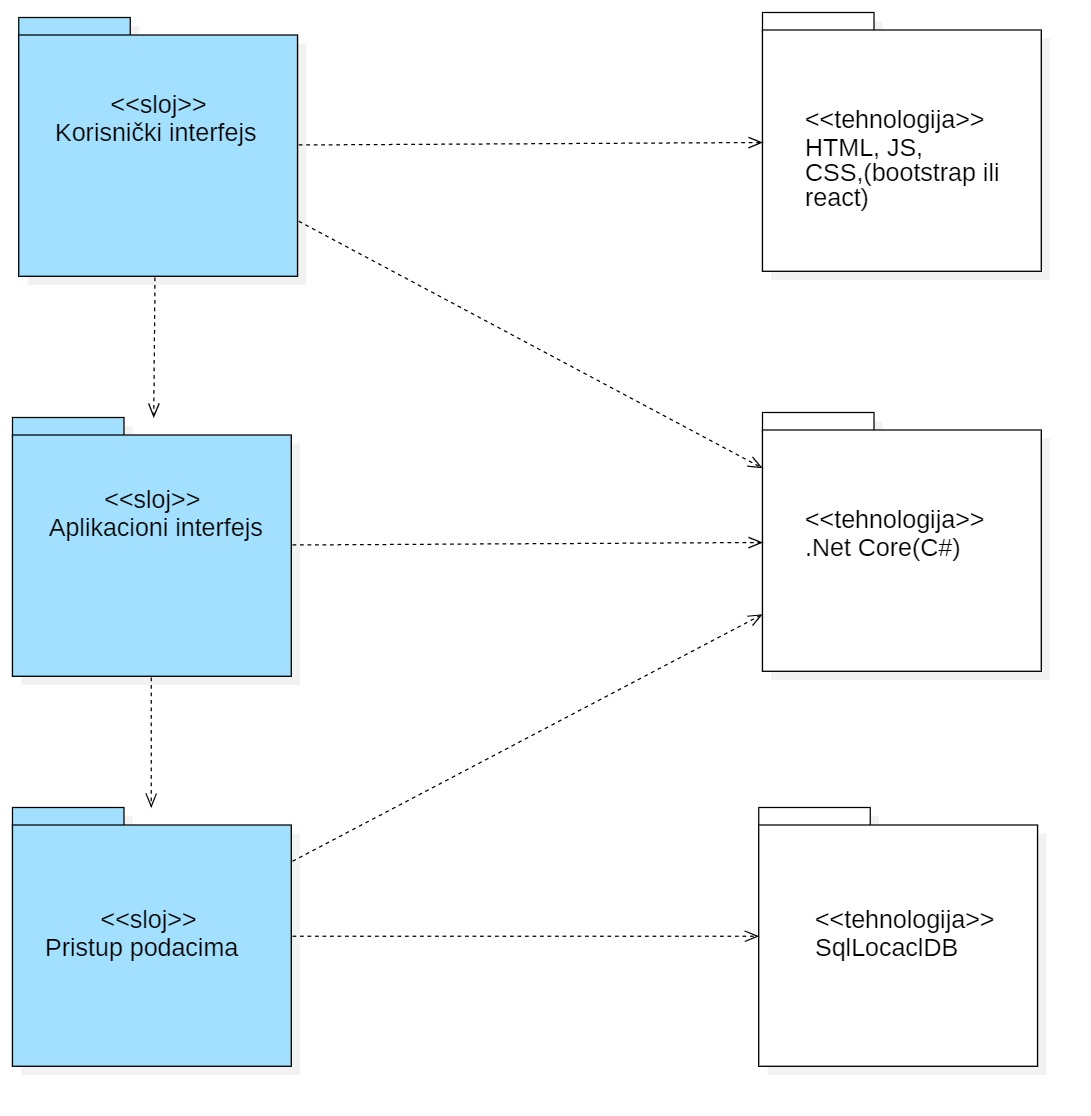 <<sloj>>
Korisnički interfejs
<<tehnologija>>
HTML, JS,
CSS,(bootstrap ili
react)
<<sloj>>
Aplikacioni interfejs
<<tehnologija>>
.Net Core(C#)
<<sloj>>
Pristup podacima
<<tehnologija>>
SqlLocaclDB